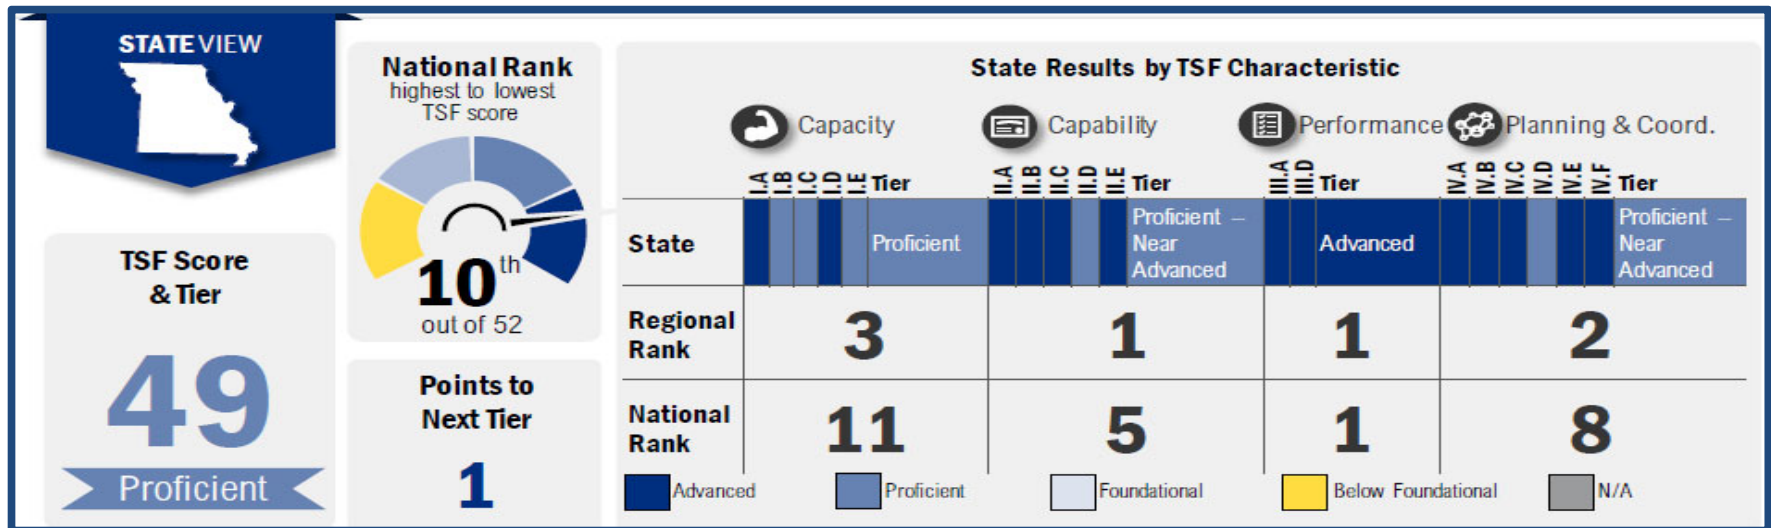 STATE VIEW
TSF Score
& Tier
49
Proficient
National Rank
highest to lowest
TSF score
10th
out of 52
Points to
Next Tier
1
State Results by TSF Characteristic
Capacity Capability Performance Planning & Coord.
I.A I.B I.C I.D I.E Tier II.A II.B II.C II.D II.E Tier III.A III.D Tier IV.A IV.B IV.C IV.D IV.E IV.F Tier
State
Proficient
Proficient –
Near
Advanced
Advanced
Proficient –
Near
Advanced
Regional
Rank
3 1 1 2
National
Rank
11 5 1 8
Advanced Proficient Foundational Below Foundational N/A